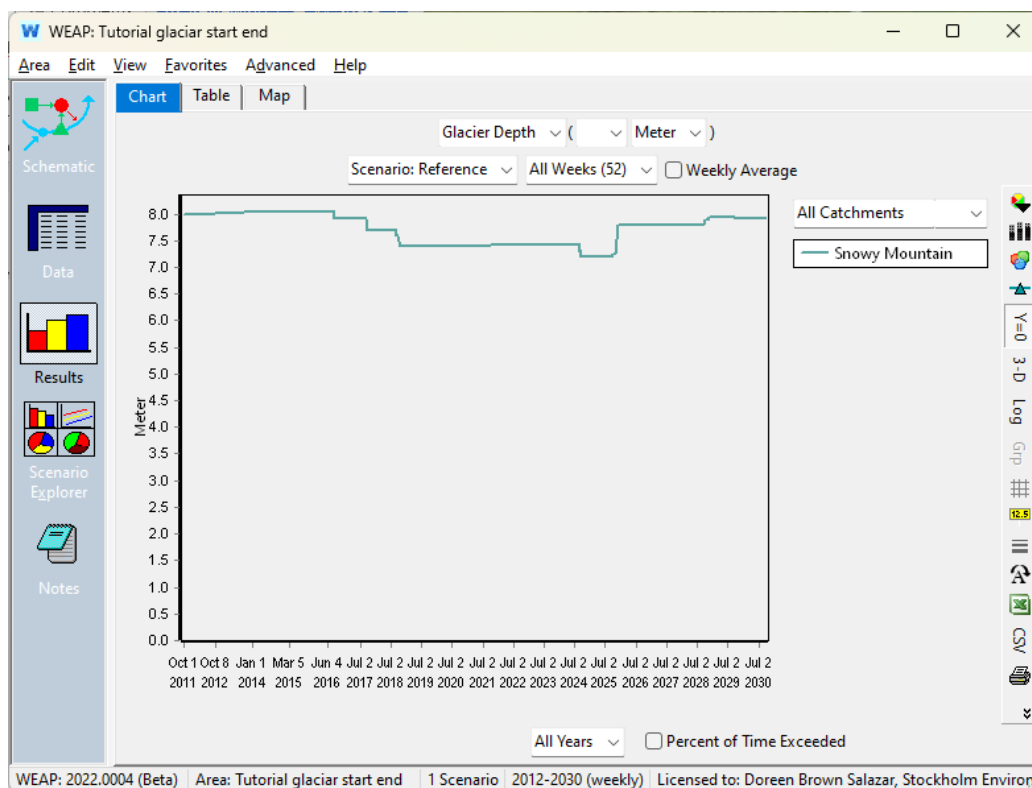 WEAP: Tutorial glaciar start end
Area Edit View Favorites Advanced Help
Schematic
Data
Results
Scenario
Explorer
Notes
Chart Table Map
Glacier Depth ( Meter )
Scenario: Reference All Weeks (52) Weekly Average
All Catchments
Snowy Mountain
Meter
8.0
7.5
7.0
6.5
6.0
5.5
5.0
4.5
4.0
3.5
3.0
2.5
2.0
1.5
1.0
0.5
0.0
Oct 1 Oct 8 Jan 1 Mar 5 Jun 4 Jul 2 Jul 2 Jul 2 Jul 2 Jul 2 Jul 2 Jul 2 Jul 2 Jul 2 Jul 2 Jul 2 Jul 2 Jul 2 Jul 2
2011 2012 2014 2015 2016 2017 2018 2019 2020 2021 2022 2023 2024 2025 2026 2027 2028 2029 2030
Y=0
3-D
Log
Grp
12.5
A
CSV
All Years Percent of Time Exceeded
WEAP: 2022.0004 (Beta) Area: Tutorial glaciar start end 1 Scenario 2012-2030 (weekly) Licensed to: Doreen Brown Salazar, Stockholm Environ